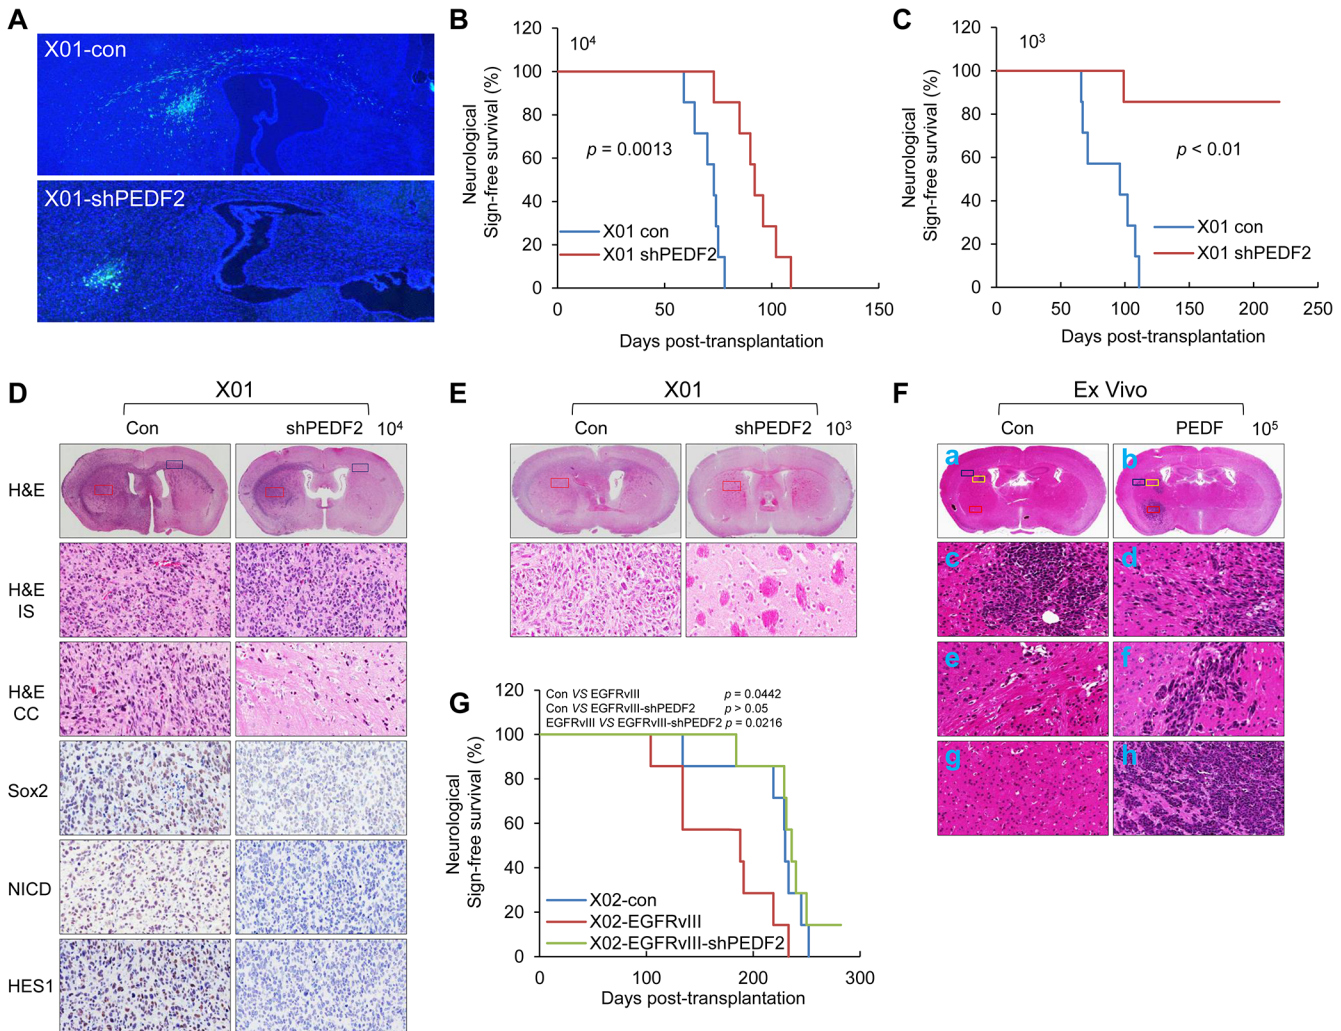 A
X01-con
X01-shPEDF2
B
10⁴
Neurological
Sign-free survival (%)
120
100
80
60
40
20
0
p = 0.0013
X01 con
X01 shPEDF2
0 50 100 150
Days post-transplantation
C
10³
Neurological
Sign-free survival (%)
120
100
80
60
40
20
0
p < 0.01
X01 con
X01 shPEDF2
0 50 100 150 200 250
Days post-transplantation
D
X01
Con shPEDF2 10⁴
H&E
H&E
IS
H&E
CC
Sox2
NICD
HES1
E
X01
Con shPEDF2 10³
F
Ex Vivo
Con PEDF 10⁵
a b
c d
e f
g h
G
Con VS EGFRvIII p = 0.0442
Con VS EGFRvIII-shPEDF2 p > 0.05
EGFRvIII VS EGFRvIII-shPEDF2 p = 0.0216
Neurological
Sign-free survival (%)
120
100
80
60
40
20
0
X02-con
X02-EGFRvIII
X02-EGFRvIII-shPEDF2
0 100 200 300
Days post-transplantation